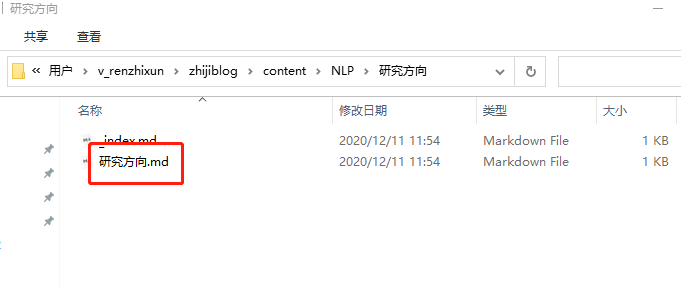 研究方向
共享 查看
« 用户 › v_renzhixun › zhijiblog › content › NLP › 研究方向
名称 修改日期 类型 大小
_index.md 2020/12/11 11:54 Markdown File 1 KB
研究方向.md 2020/12/11 11:54 Markdown File 1 KB